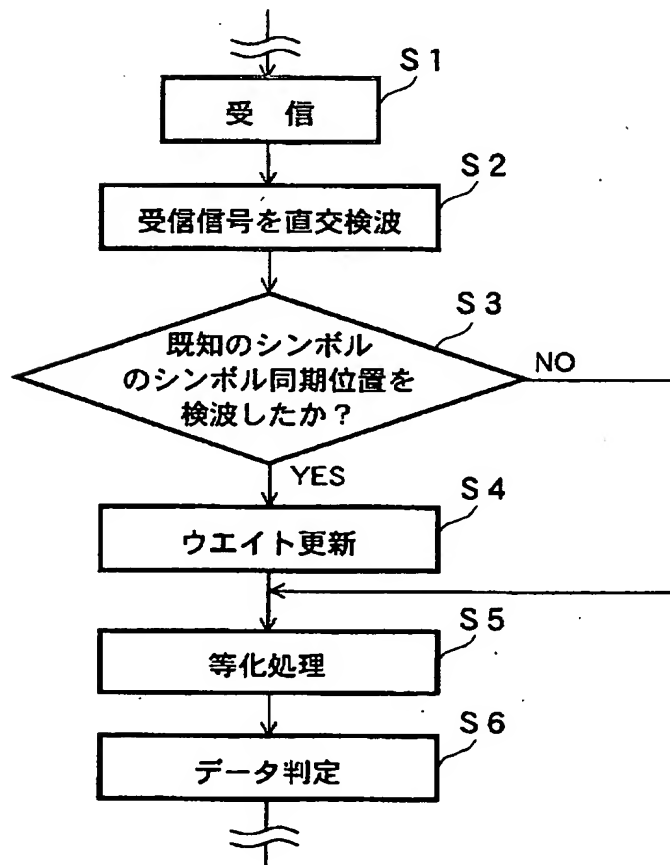 S1
受 信
S2
受信信号を直交検波
S3
既知のシンボル
のシンボル同期位置を
検波したか？
NO
YES
S4
ウエイト更新
S5
等化処理
S6
データ判定